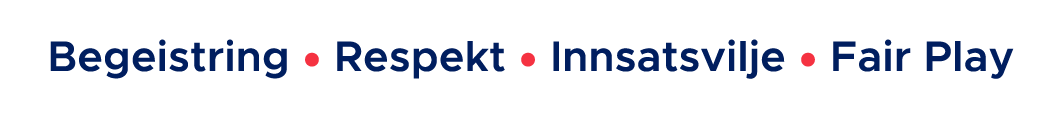 Begeistring • Respekt • Innsatsvilje • Fair Play